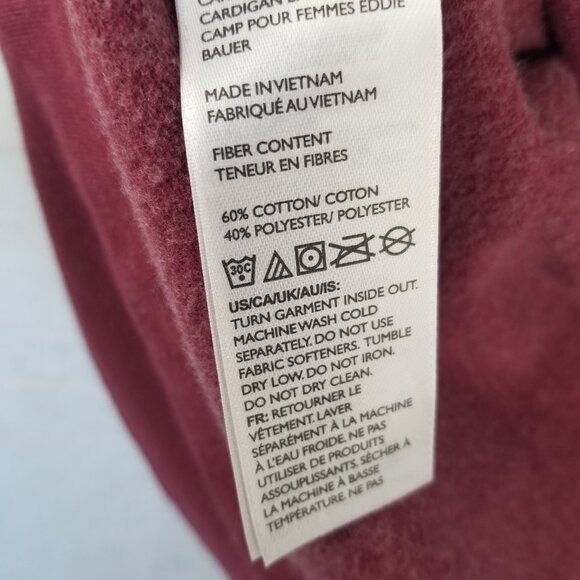 CARDIGAN
CAMP POUR FEMMES EDDIE
BAUER
MADE IN VIETNAM
FABRIQUÉ AU VIETNAM
FIBER CONTENT
TENEUR EN FIBRES
60% COTTON/ COTON
40% POLYESTER/ POLYESTER
30C
US/CA/UK/AU/IS:
TURN GARMENT INSIDE OUT.
MACHINE WASH COLD
SEPARATELY. DO NOT USE
FABRIC SOFTENERS. TUMBLE
DRY LOW. DO NOT IRON.
DO NOT DRY CLEAN.
FR: RETOURNER LE
VÊTEMENT. LAVER
SÉPARÉMENT À LA MACHINE
À L'EAU FROIDE. NE PAS
UTILISER DE PRODUITS
ASSOUPLISSANTS. SÉCHER À
LA MACHINE À BASSE
TEMPÉRATURE. NE PAS